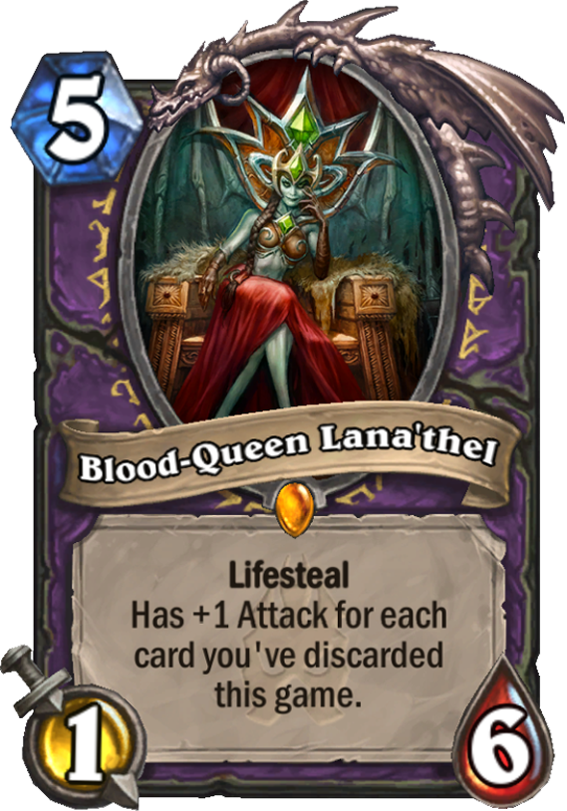 5
Blood-Queen Lana'thel
Lifesteal
Has +1 Attack for each
card you've discarded
this game.
1
6